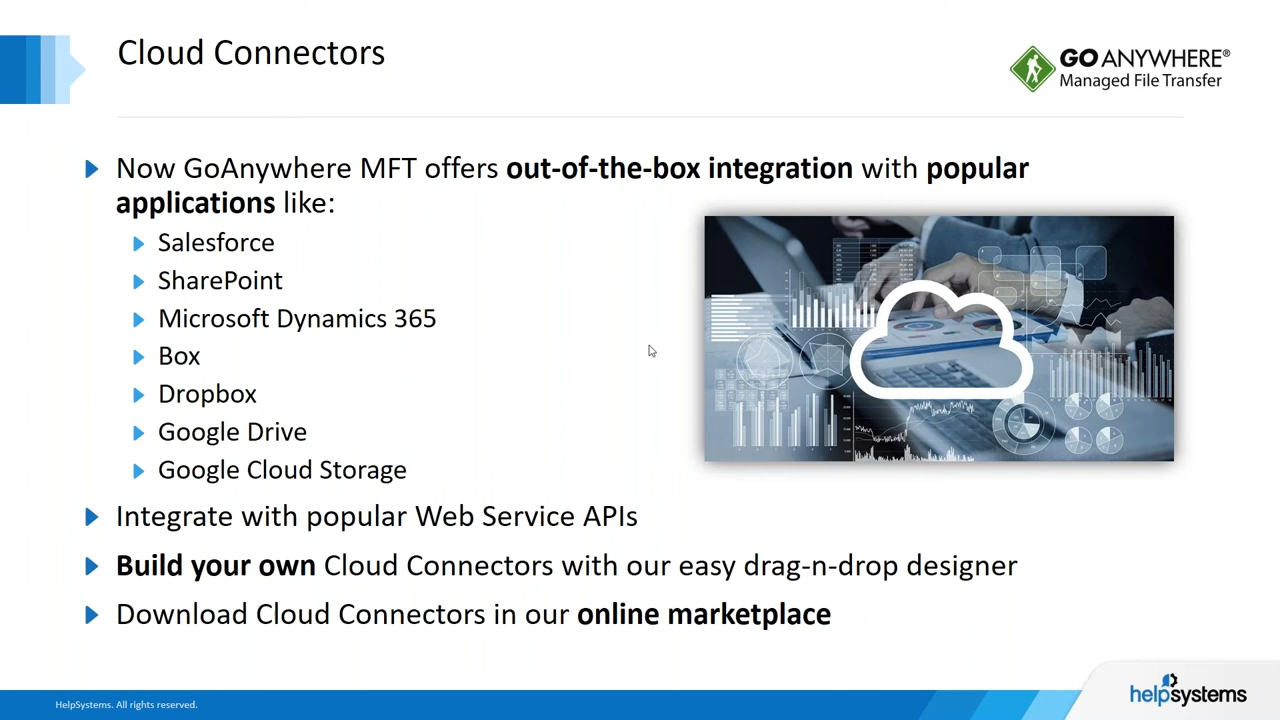 Cloud Connectors
GO ANYWHERE®
Managed File Transfer
Now GoAnywhere MFT offers out-of-the-box integration with popular
applications like:
Salesforce
SharePoint
Microsoft Dynamics 365
Box
Dropbox
Google Drive
Google Cloud Storage
Integrate with popular Web Service APIs
Build your own Cloud Connectors with our easy drag-n-drop designer
Download Cloud Connectors in our online marketplace
HelpSystems. All rights reserved.
helpsystems